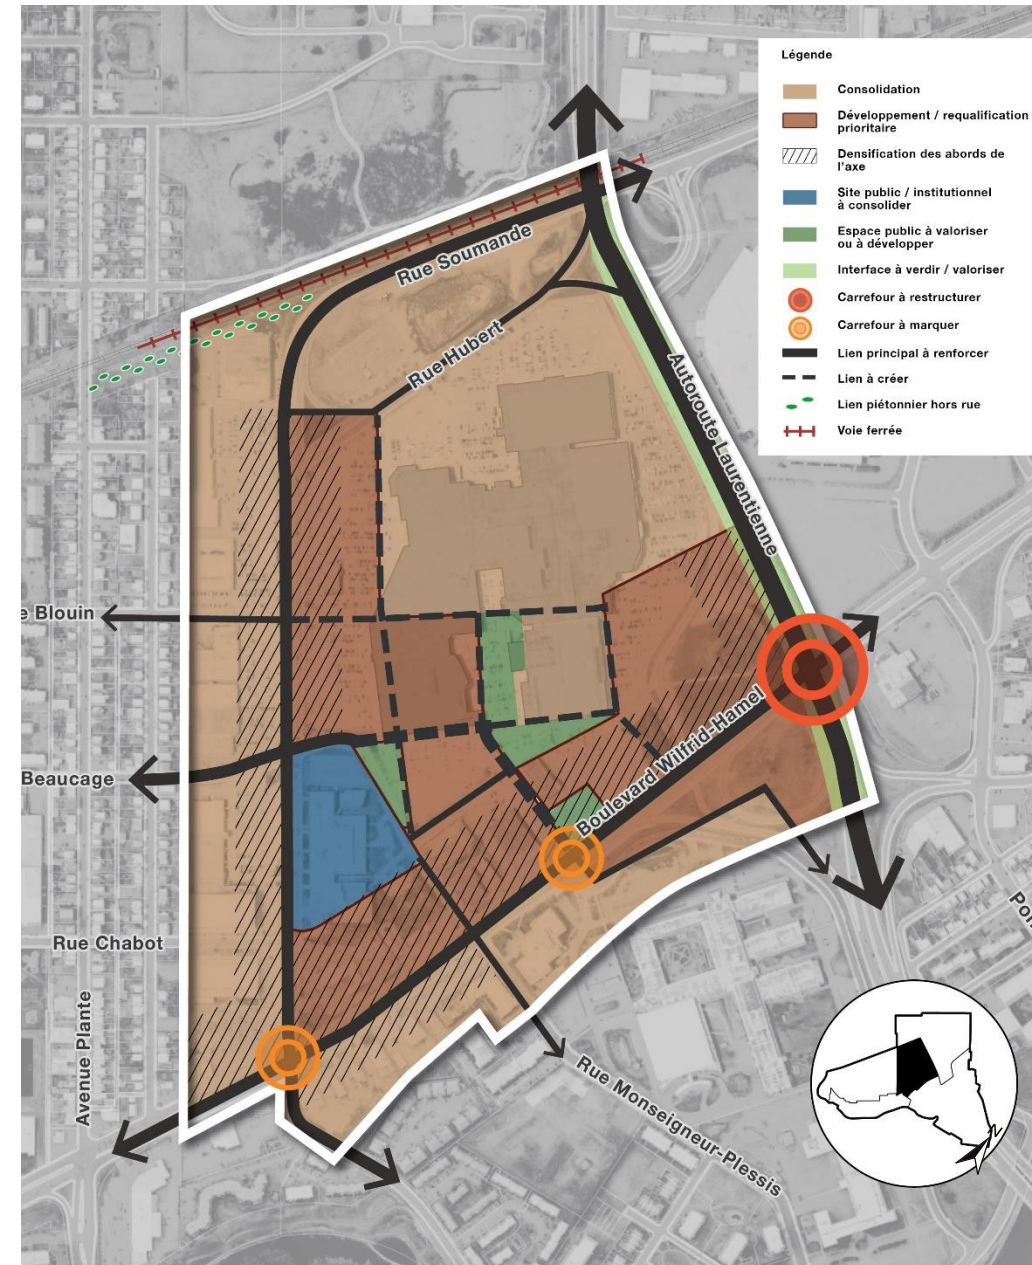 Légende
Consolidation
Développement / requalification
prioritaire
Densification des abords de
l'axe
Site public / institutionnel
à consolider
Espace public à valoriser
ou à développer
Interface à verdir / valoriser
Carrefour à restructurer
Carrefour à marquer
Lien principal à renforcer
Lien à créer
Lien piétonnier hors rue
Voie ferrée
Rue Soumande
Rue Hubert
Autoroute Laurentienne
e Blouin
Boulevard Wilfrid-Hamel
Beaucage
Rue Chabot
Avenue Plante
Rue Monseigneur-Plessis